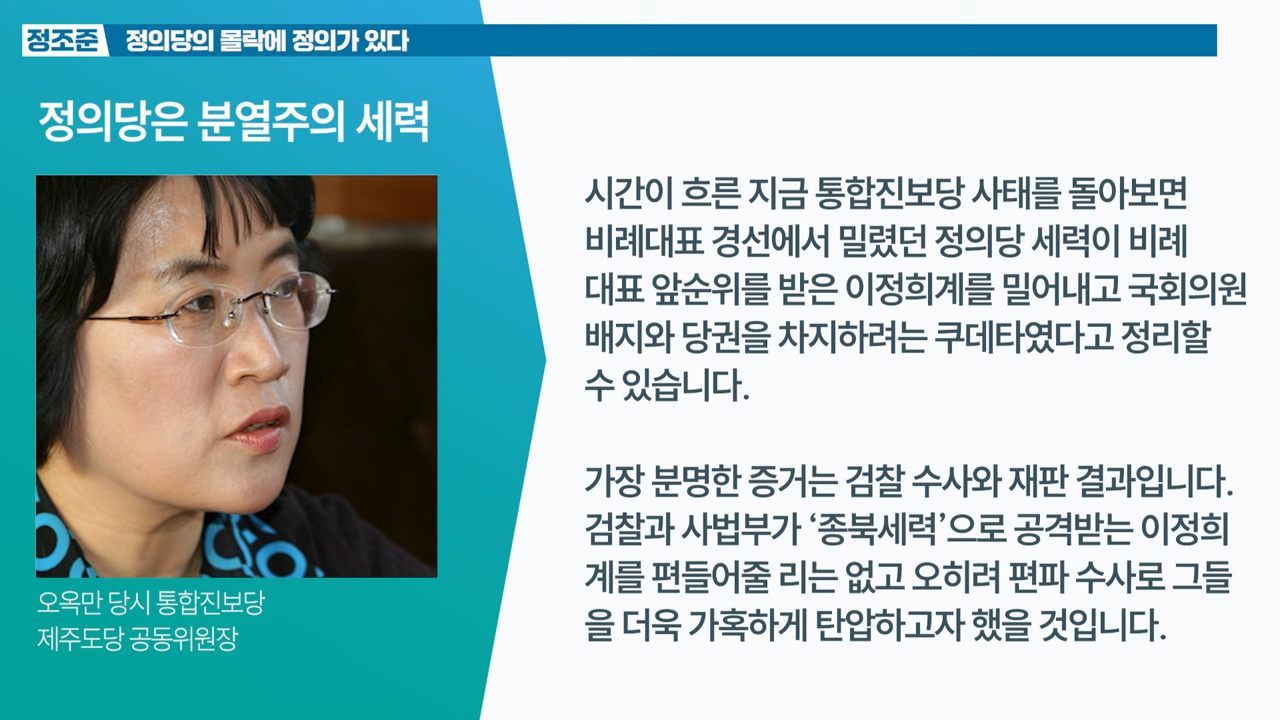 정조준
정의당의 몰락에 정의가 있다
정의당은 분열주의 세력
오옥만 당시 통합진보당
제주도당 공동위원장
시간이 흐른 지금 통합진보당 사태를 돌아보면
비례대표 경선에서 밀렸던 정의당 세력이 비례
대표 앞순위를 받은 이정희계를 밀어내고 국회의원
배지와 당권을 차지하려는 쿠데타였다고 정리할
수 있습니다.
가장 분명한 증거는 검찰 수사와 재판 결과입니다.
검찰과 사법부가 ‘종북세력’으로 공격받는 이정희
계를 편들어줄 리는 없고 오히려 편파 수사로 그들
을 더욱 가혹하게 탄압하고자 했을 것입니다.